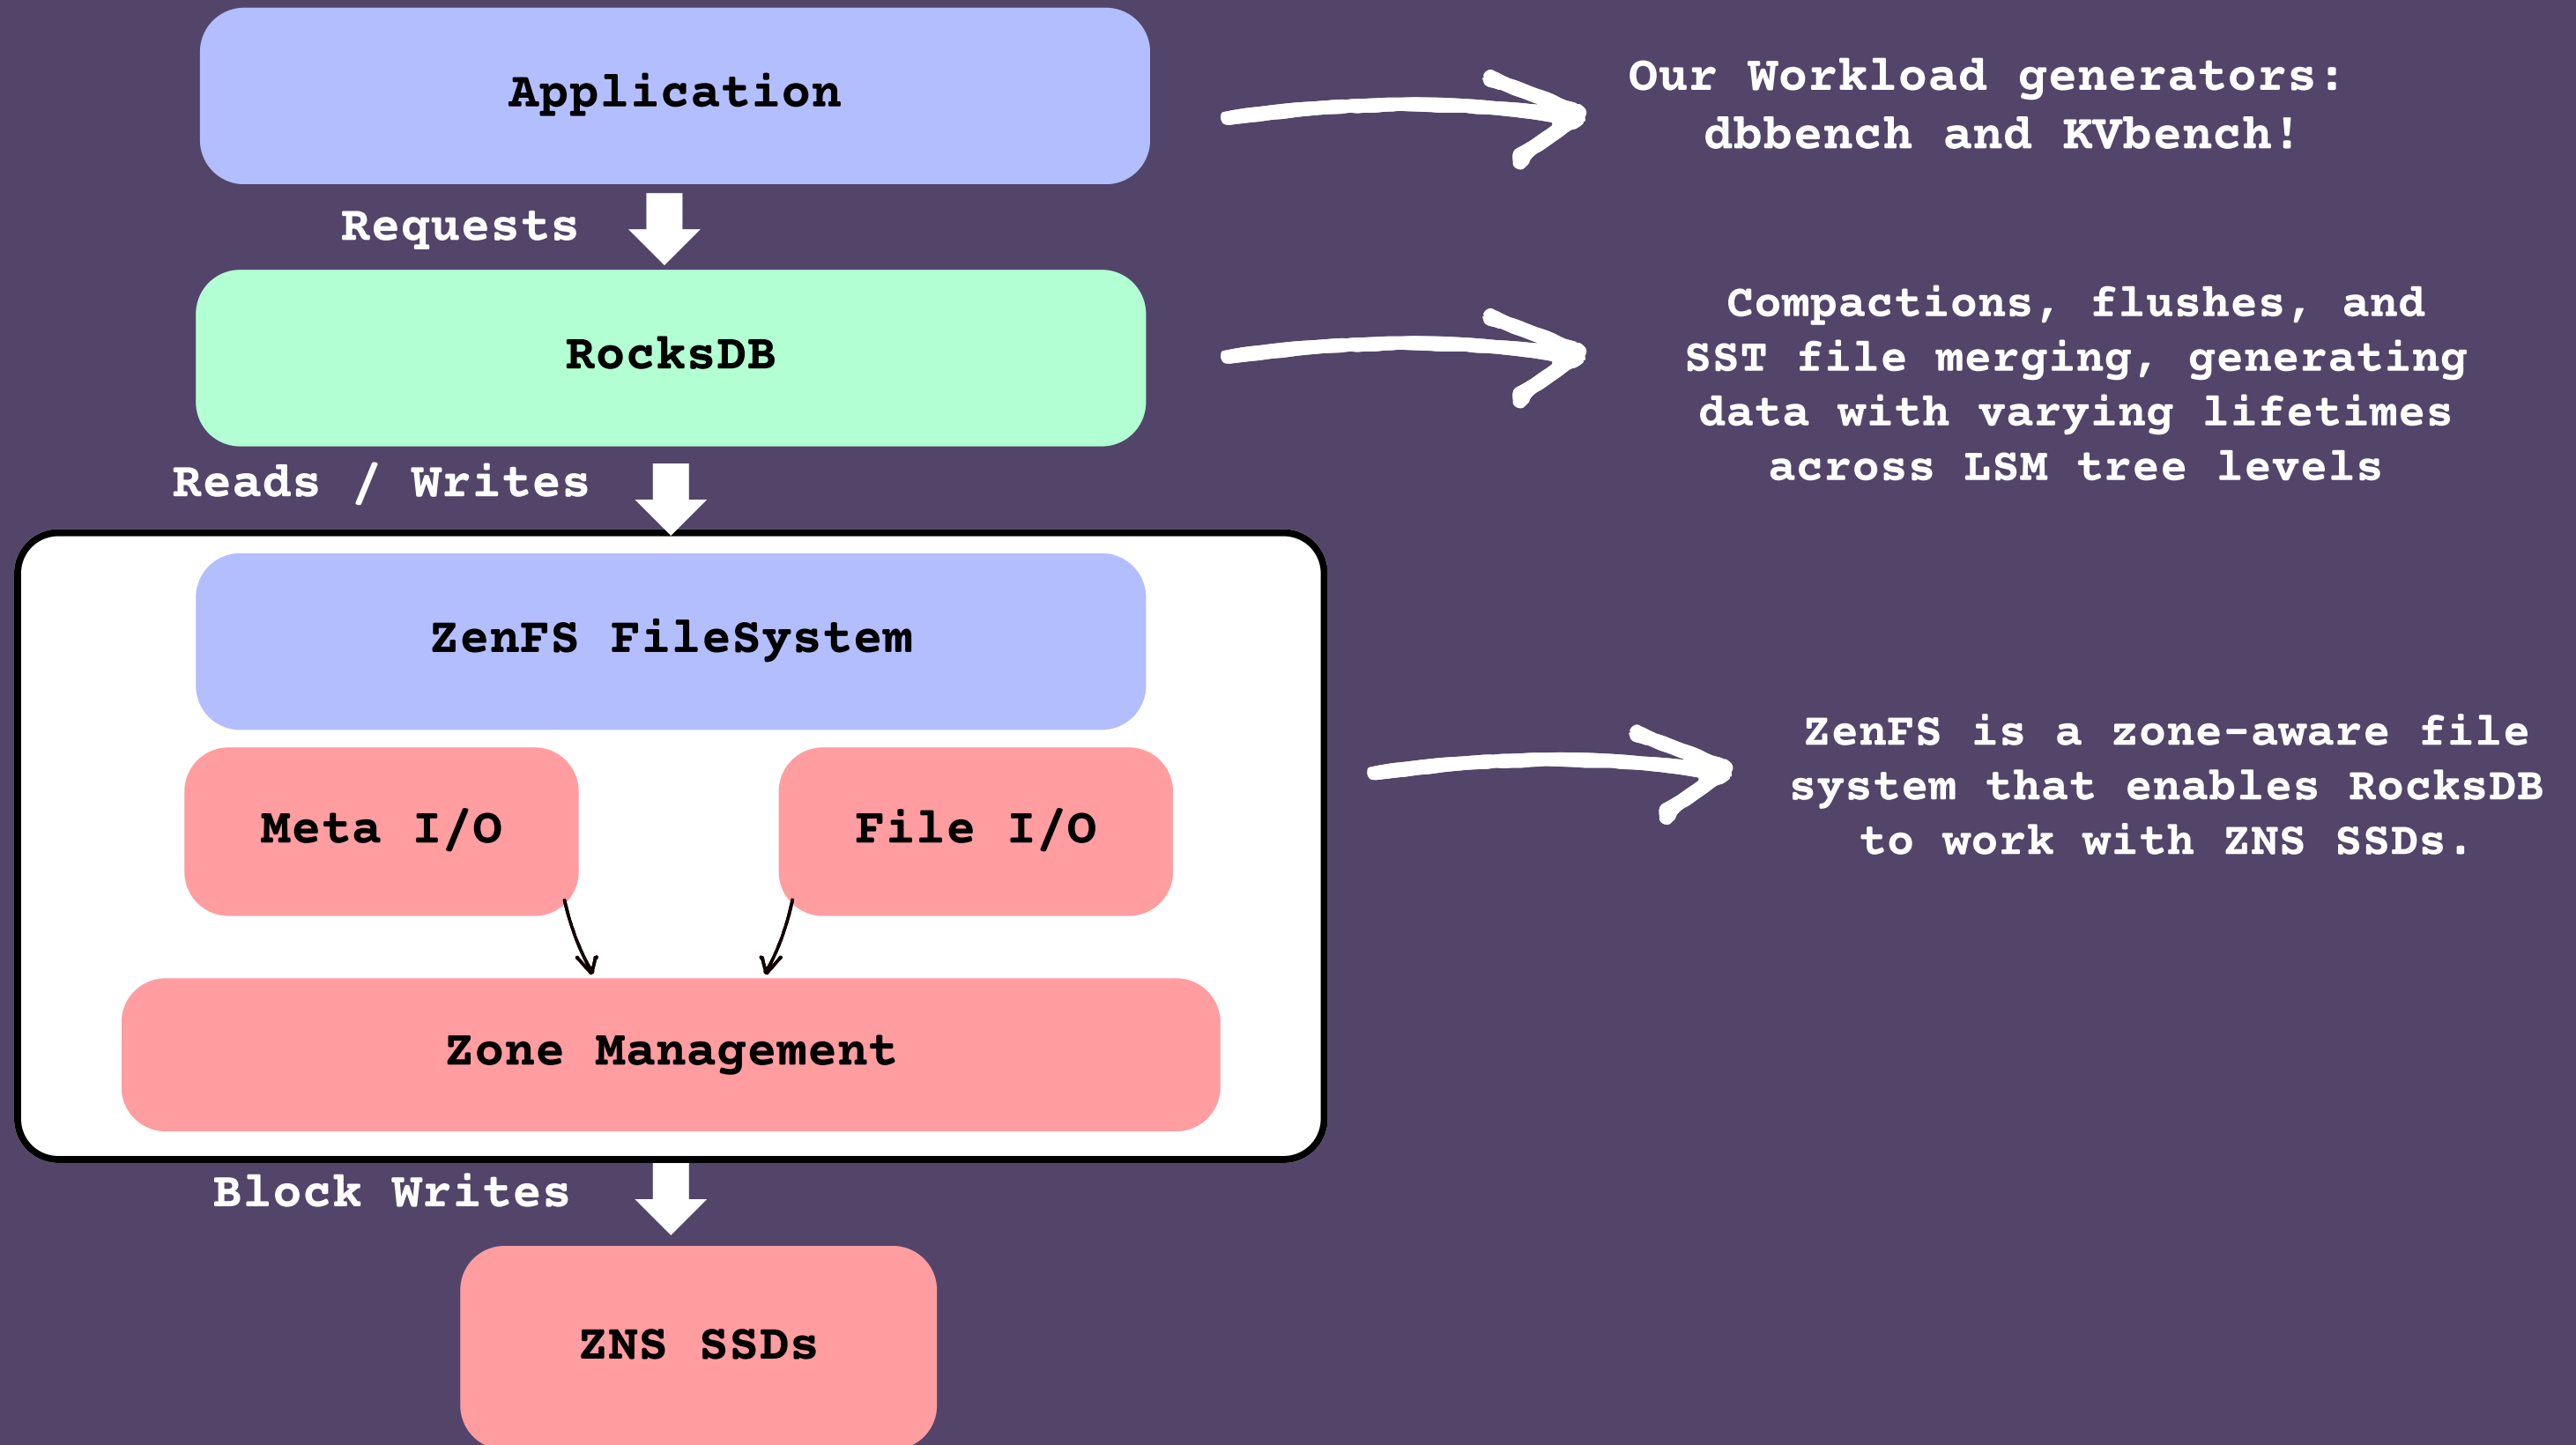 Application
Our Workload generators:
dbbench and KVbench!
Requests
RocksDB
Compactions, flushes, and
SST file merging, generating
data with varying lifetimes
across LSM tree levels
Reads / Writes
ZenFS FileSystem
Meta I/O
File I/O
ZenFS is a zone-aware file
system that enables RocksDB
to work with ZNS SSDs.
Zone Management
Block Writes
ZNS SSDs